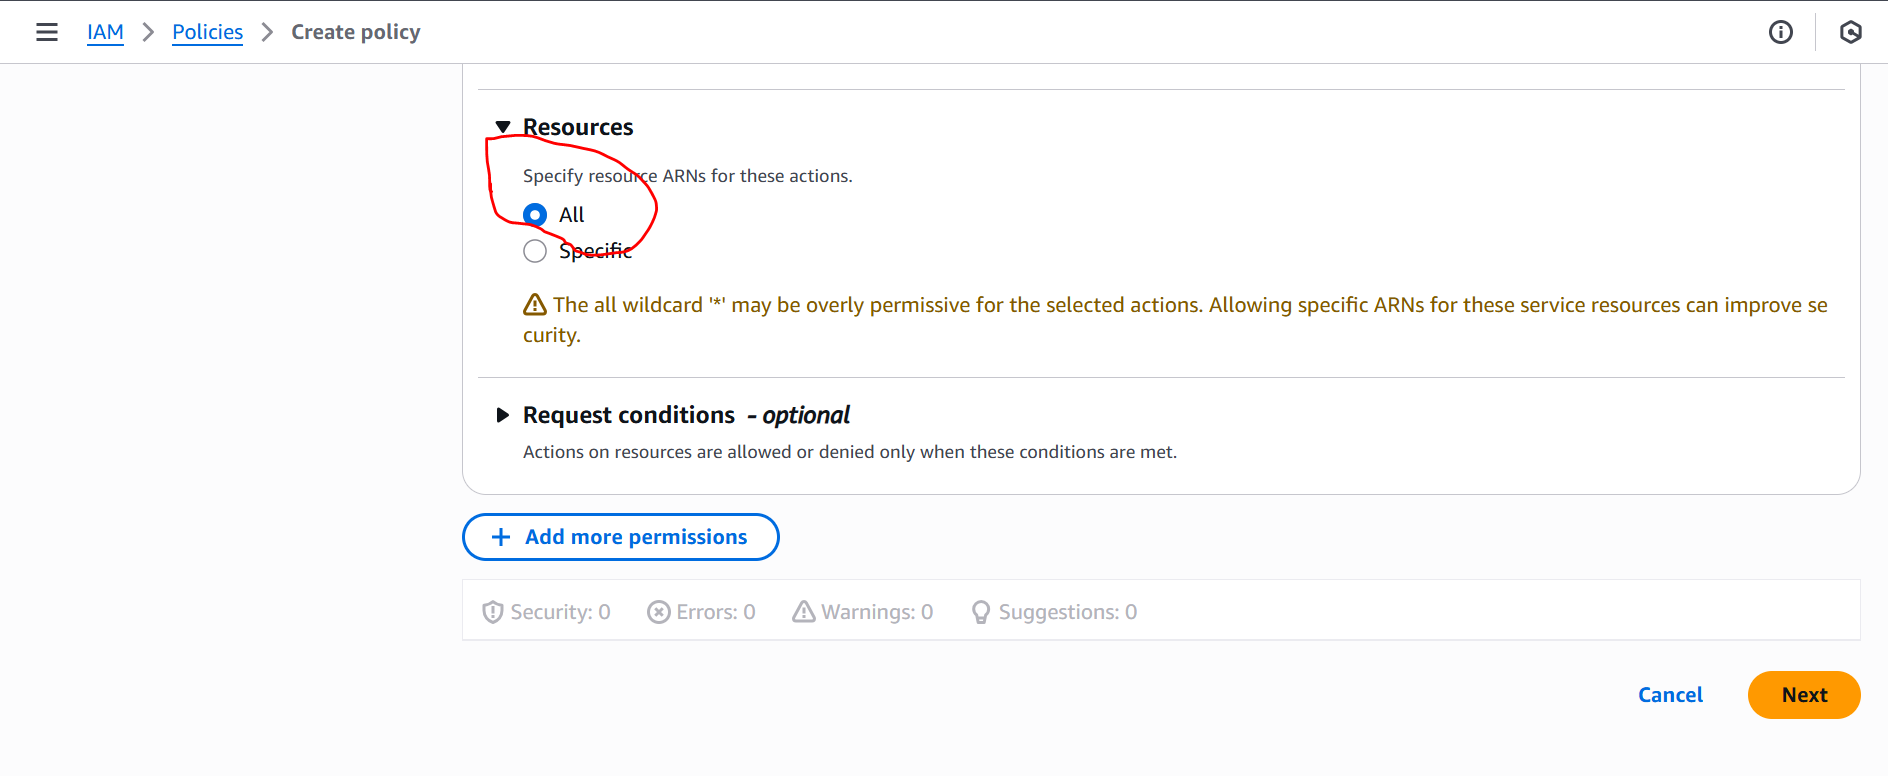 IAM > Policies > Create policy
Resources
Specify resource ARNs for these actions.
All
Specific
The all wildcard '*' may be overly permissive for the selected actions. Allowing specific ARNs for these service resources can improve se
curity.
Request conditions - optional
Actions on resources are allowed or denied only when these conditions are met.
+ Add more permissions
Security: 0 Errors: 0 Warnings: 0 Suggestions: 0
Cancel Next